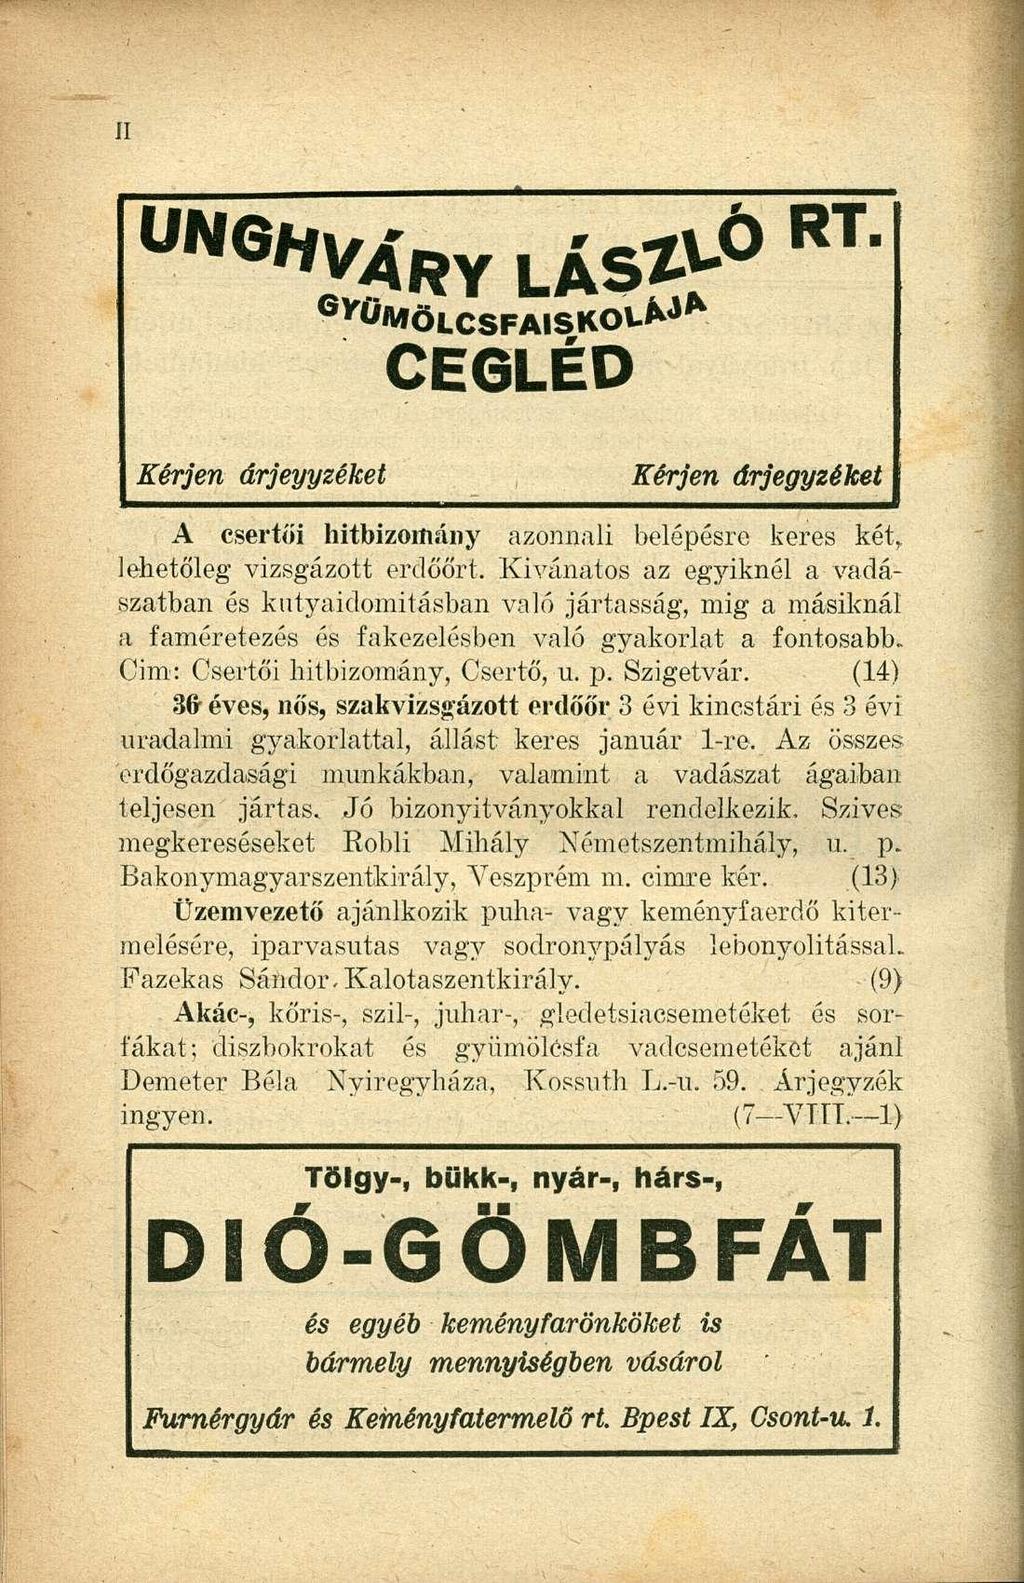 II
UNGHVÁRY LÁSZLÓ RT.
GYÜMÖLCSFAISKOLÁJA
CEGLÉD
Kérjen árjeyyzéket Kérjen árjegyzéket
A csertői hitbizomány azonnali belépésre keres két,
lehetőleg vizsgázott erdőőrt. Kivánatos az egyiknél a vadá-
szatban és kutyaidomitásban való jártasság, mig a másiknál
a faméretezés és fakezelésben való gyakorlat a fontosabb.
Cim: Csertői hitbizomány, Csertő, u. p. Szigetvár. (14)
36 éves, nős, szakvizsgázott erdőőr 3 évi kincstári és 3 évi
uradalmi gyakorlattal, állást keres január 1-re. Az összes
erdőgazdasági munkákban, valamint a vadászat ágaiban
teljesen jártas. Jó bizonyitványokkal rendelkezik. Szives
megkereséseket Robli Mihály Németszentmihály, u. p.
Bakonymagyarszentkirály, Veszprém m. cimre kér. (13)
Üzemvezető ajánlkozik puha- vagy keményfaerdő kiter-
melésére, iparvasutas vagy sodronypályás lebonyolitással.
Fazekas Sándor. Kalotaszentkirály. (9)
Akác-, kőris-, szil-, juhar-, gledetsiacsemetéket és sor-
fákat; diszbokrokat és gyümölcsfa vadcsemetéket ajánl
Demeter Béla Nyiregyháza, Kossuth L.-u. 59. Árjegyzék
ingyen. (7—VIII.—1)
Tölgy-, bükk-, nyár-, hárs-,
DIÓ-GÖMBFÁT
és egyéb keményfarönköket is
bármely mennyiségben vásárol
Furnérgyár és Keményfatermelő rt. Bpest IX, Csont-u. 1.